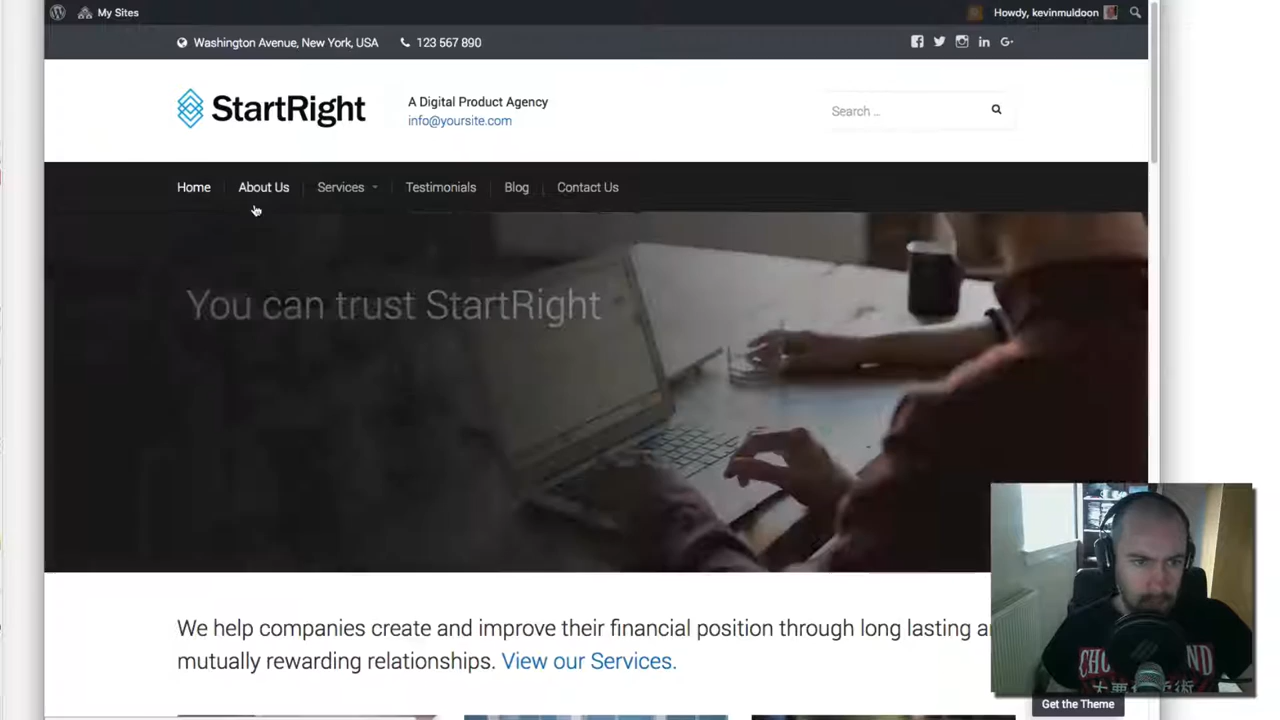 My Sites
Howdy, kevinmuldoon
Washington Avenue, New York, USA 123 567 890
StartRight
A Digital Product Agency
info@yoursite.com
Search ...
Home About Us Services Testimonials Blog Contact Us
You can trust StartRight
We help companies create and improve their financial position through long lasting
mutually rewarding relationships. View our Services.
Get the Theme